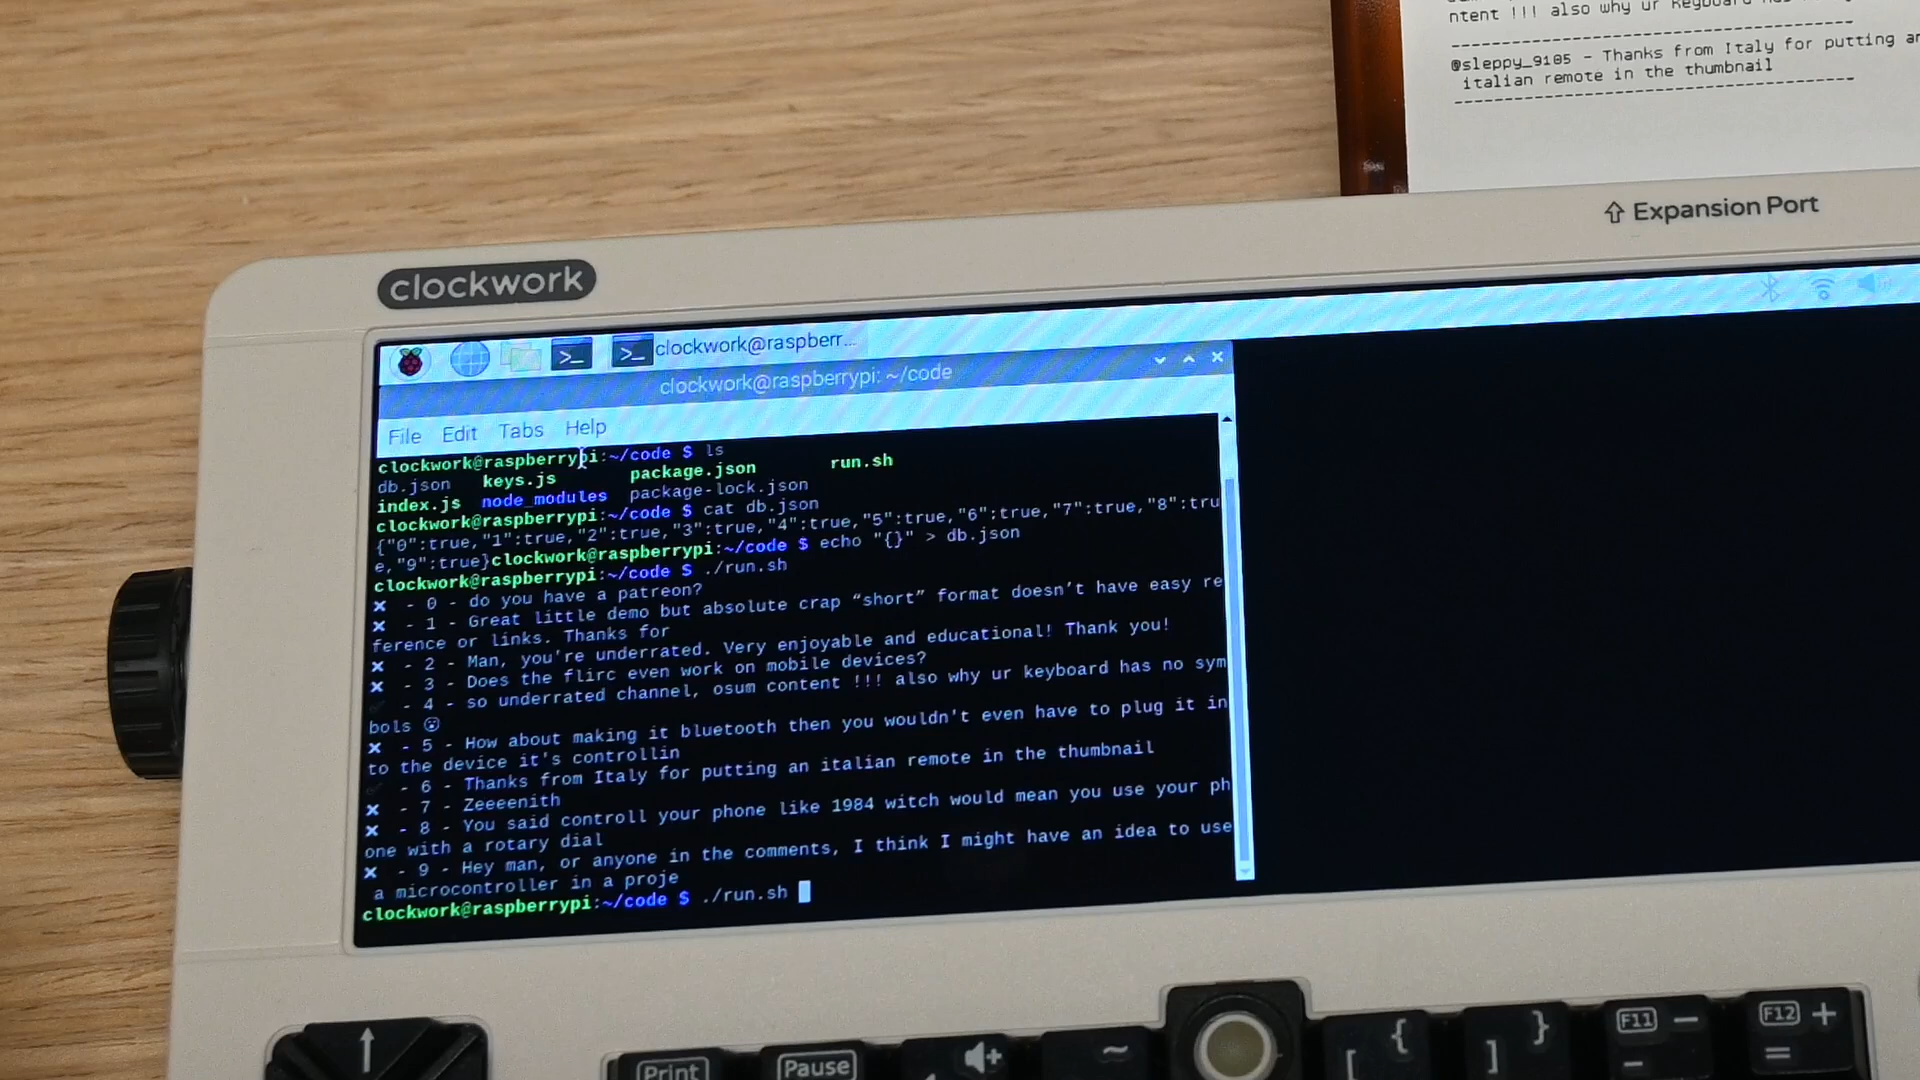 ntent !!! also why ur
@sleppy_9105 - Thanks from Italy for putting
italian remote in the thumbnail
Expansion Port
clockwork
clockwork@raspberr...
clockwork@raspberrypi: ~/code
File Edit Tabs Help
clockwork@raspberrypi:~/code $ ls
db.json keys.js package.json run.sh
index.js node_modules package-lock.json
clockwork@raspberrypi:~/code $ cat db.json
{"0":true,"1":true,"2":true,"3":true,"4":true,"5":true,"6":true,"7":true,"8":tru
e,"9":true}clockwork@raspberrypi:~/code $ echo "{}" > db.json
clockwork@raspberrypi:~/code $ ./run.sh
✕ - 0 - do you have a patreon?
✕ - 1 - Great little demo but absolute crap “short” format doesn’t have easy re
ference or links. Thanks for
✕ - 2 - Man, you're underrated. Very enjoyable and educational! Thank you!
✕ - 3 - Does the flirc even work on mobile devices?
✓ - 4 - so underrated channel, osum content !!! also why ur keyboard has no sym
bols 😮
✕ - 5 - How about making it bluetooth then you wouldn't even have to plug it in
to the device it's controllin
✓ - 6 - Thanks from Italy for putting an italian remote in the thumbnail
✕ - 7 - Zeeeenith
✕ - 8 - You said controll your phone like 1984 witch would mean you use your ph
one with a rotary dial
✕ - 9 - Hey man, or anyone in the comments, I think I might have an idea to use
a microcontroller in a proje
clockwork@raspberrypi:~/code $ ./run.sh
Print Pause ~ { [ } ] F11 - F12 + =